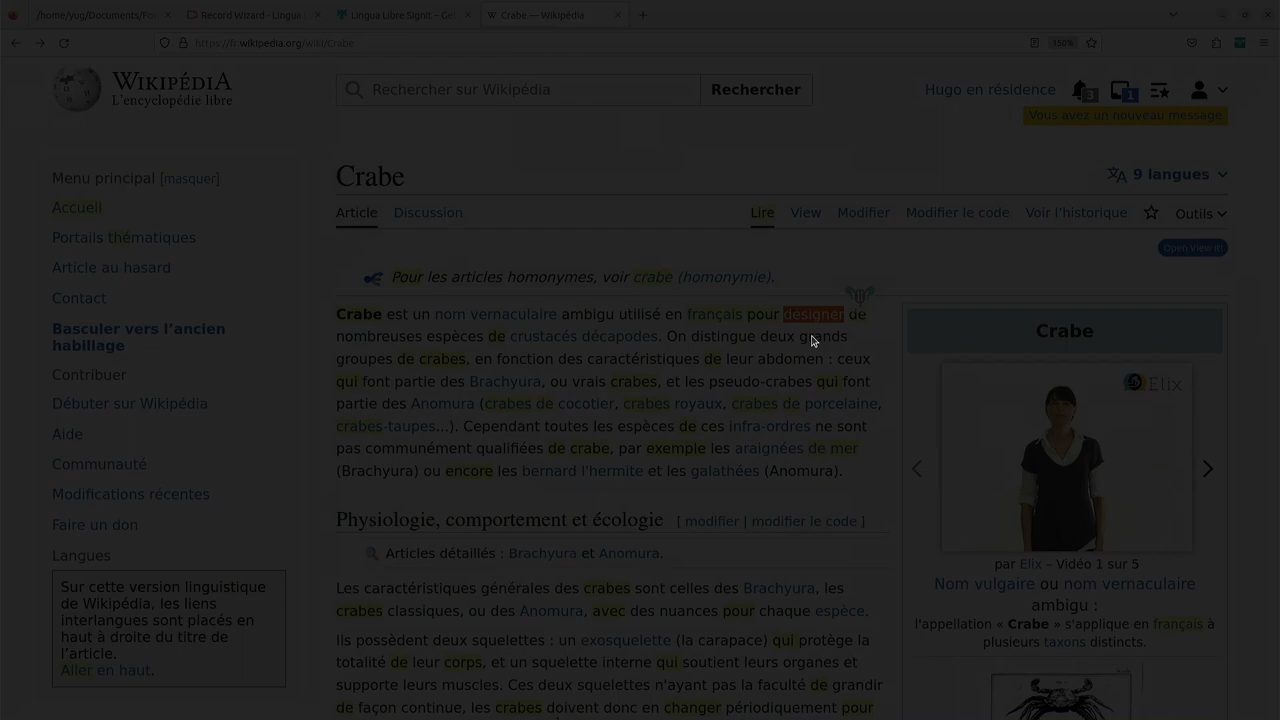 /home/yug/Documents/Fo
Record Wizard - Lingua L
Lingua Libre SignIt – Ge
Crabe — Wikipédia
https://fr.wikipedia.org/wiki/Crabe
150%
WIKIPÉDIA
L'encyclopédie libre
Rechercher sur Wikipédia
Rechercher
Hugo en résidence
3
1
Vous avez un nouveau message
Menu principal [masquer]
Accueil
Portails thématiques
Article au hasard
Contact
Basculer vers l'ancien
habillage
Contribuer
Débuter sur Wikipédia
Aide
Communauté
Modifications récentes
Faire un don
Langues
Sur cette version linguistique
de Wikipédia, les liens
interlangues sont placés en
haut à droite du titre de
l'article.
Aller en haut.
Crabe
9 langues
Article Discussion Lire View Modifier Modifier le code Voir l'historique Outils
Open View it!
Pour les articles homonymes, voir crabe (homonymie).
Crabe est un nom vernaculaire ambigu utilisé en français pour désigner de
nombreuses espèces de crustacés décapodes. On distingue deux grands
groupes de crabes, en fonction des caractéristiques de leur abdomen : ceux
qui font partie des Brachyura, ou vrais crabes, et les pseudo-crabes qui font
partie des Anomura (crabes de cocotier, crabes royaux, crabes de porcelaine,
crabes-taupes...). Cependant toutes les espèces de ces infra-ordres ne sont
pas communément qualifiées de crabe, par exemple les araignées de mer
(Brachyura) ou encore les bernard l'hermite et les galathées (Anomura).
Physiologie, comportement et écologie [ modifier | modifier le code ]
Articles détaillés : Brachyura et Anomura.
Les caractéristiques générales des crabes sont celles des Brachyura, les
crabes classiques, ou des Anomura, avec des nuances pour chaque espèce.
Ils possèdent deux squelettes : un exosquelette (la carapace) qui protège la
totalité de leur corps, et un squelette interne qui soutient leurs organes et
supporte leurs muscles. Ces deux squelettes n'ayant pas la faculté de grandir
de façon continue, les crabes doivent donc en changer périodiquement pour
Crabe
Elix
par Elix – Vidéo 1 sur 5
Nom vulgaire ou nom vernaculaire
ambigu :
l'appellation « Crabe » s'applique en français à
plusieurs taxons distincts.